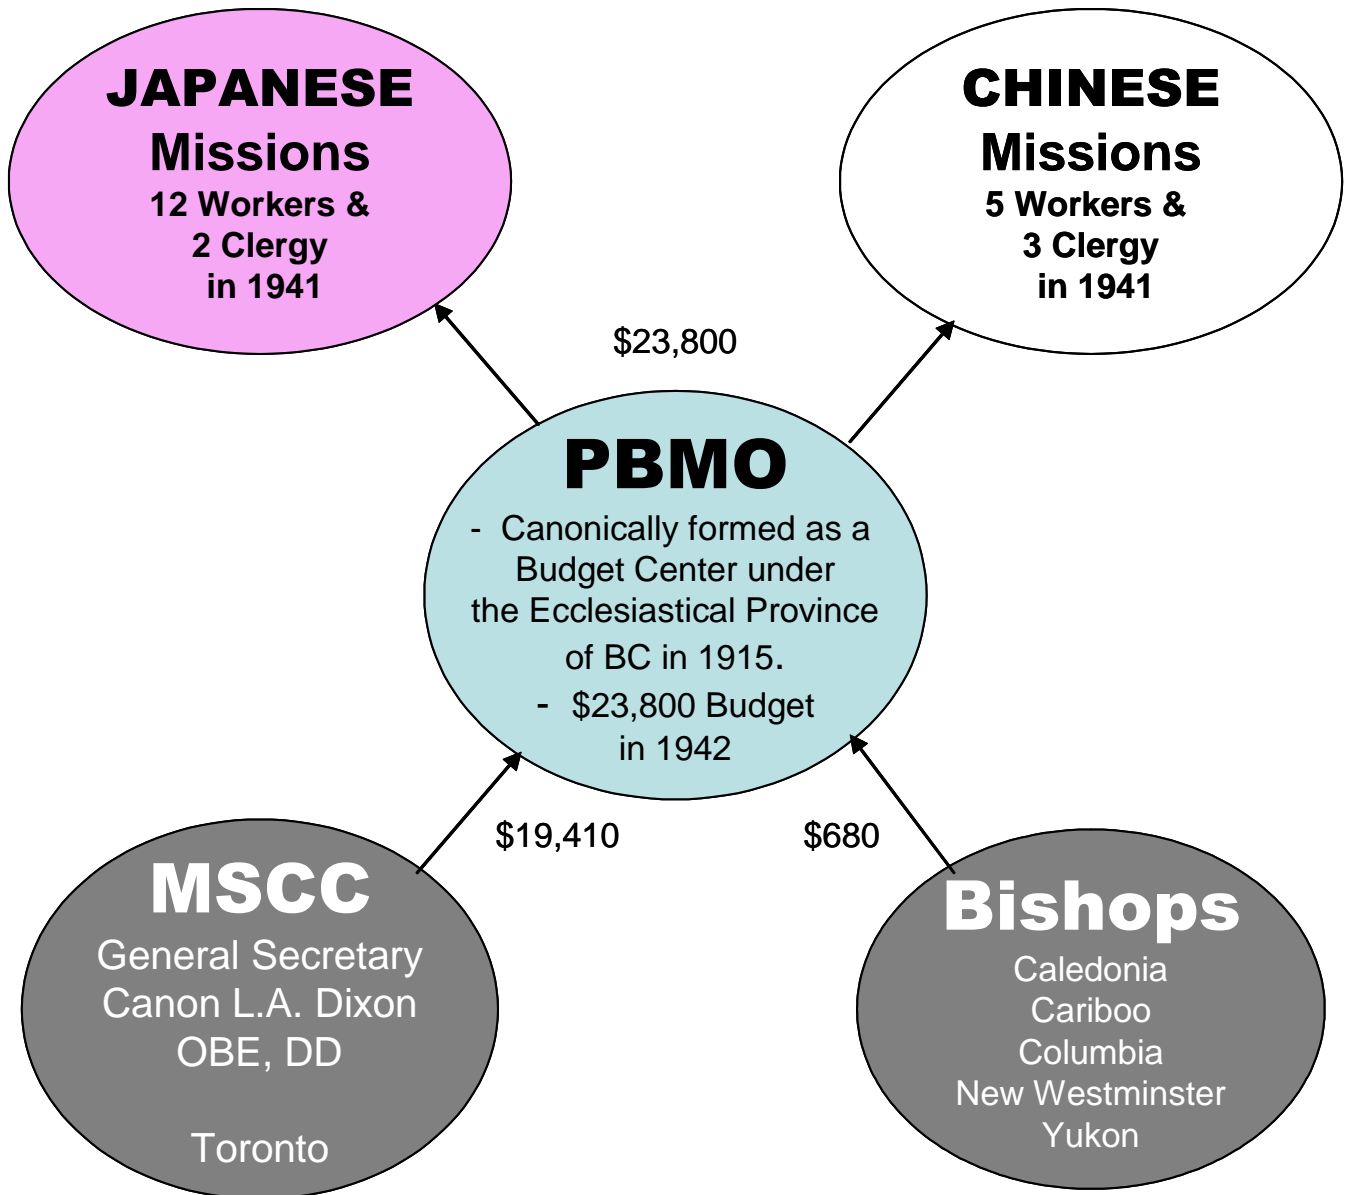 JAPANESE
Missions
12 Workers &
2 Clergy
in 1941
CHINESE
Missions
5 Workers &
3 Clergy
in 1941
$23,800
PBMO
- Canonically formed as a
Budget Center under
the Ecclesiastical Province
of BC in 1915.
- $23,800 Budget
in 1942
$19,410
$680
MSCC
General Secretary
Canon L.A. Dixon
OBE, DD
Toronto
Bishops
Caledonia
Cariboo
Columbia
New Westminster
Yukon